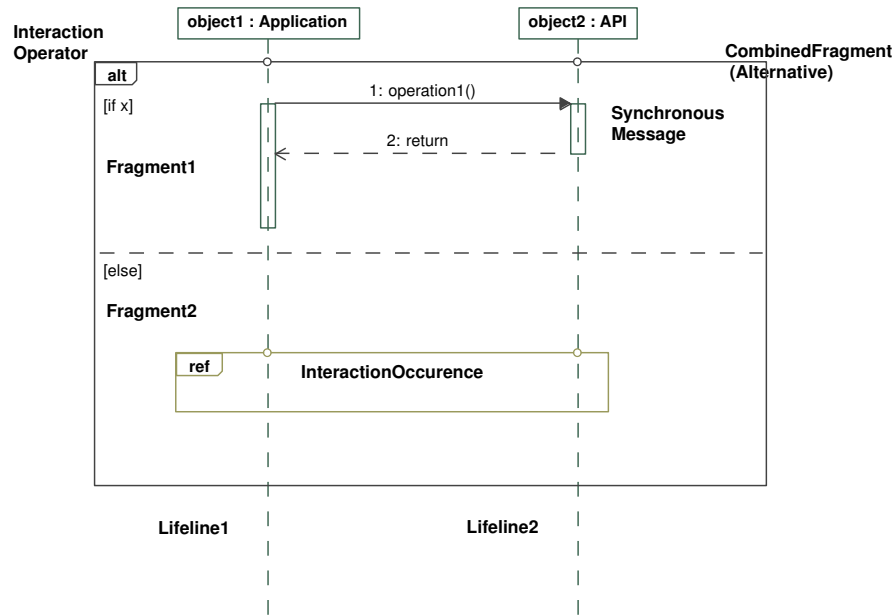 object1 : Application
object2 : API
Interaction
Operator
CombinedFragment
(Alternative)
alt
[if x]
1: operation1()
Synchronous
Message
2: return
Fragment1
[else]
Fragment2
ref
InteractionOccurence
Lifeline1
Lifeline2